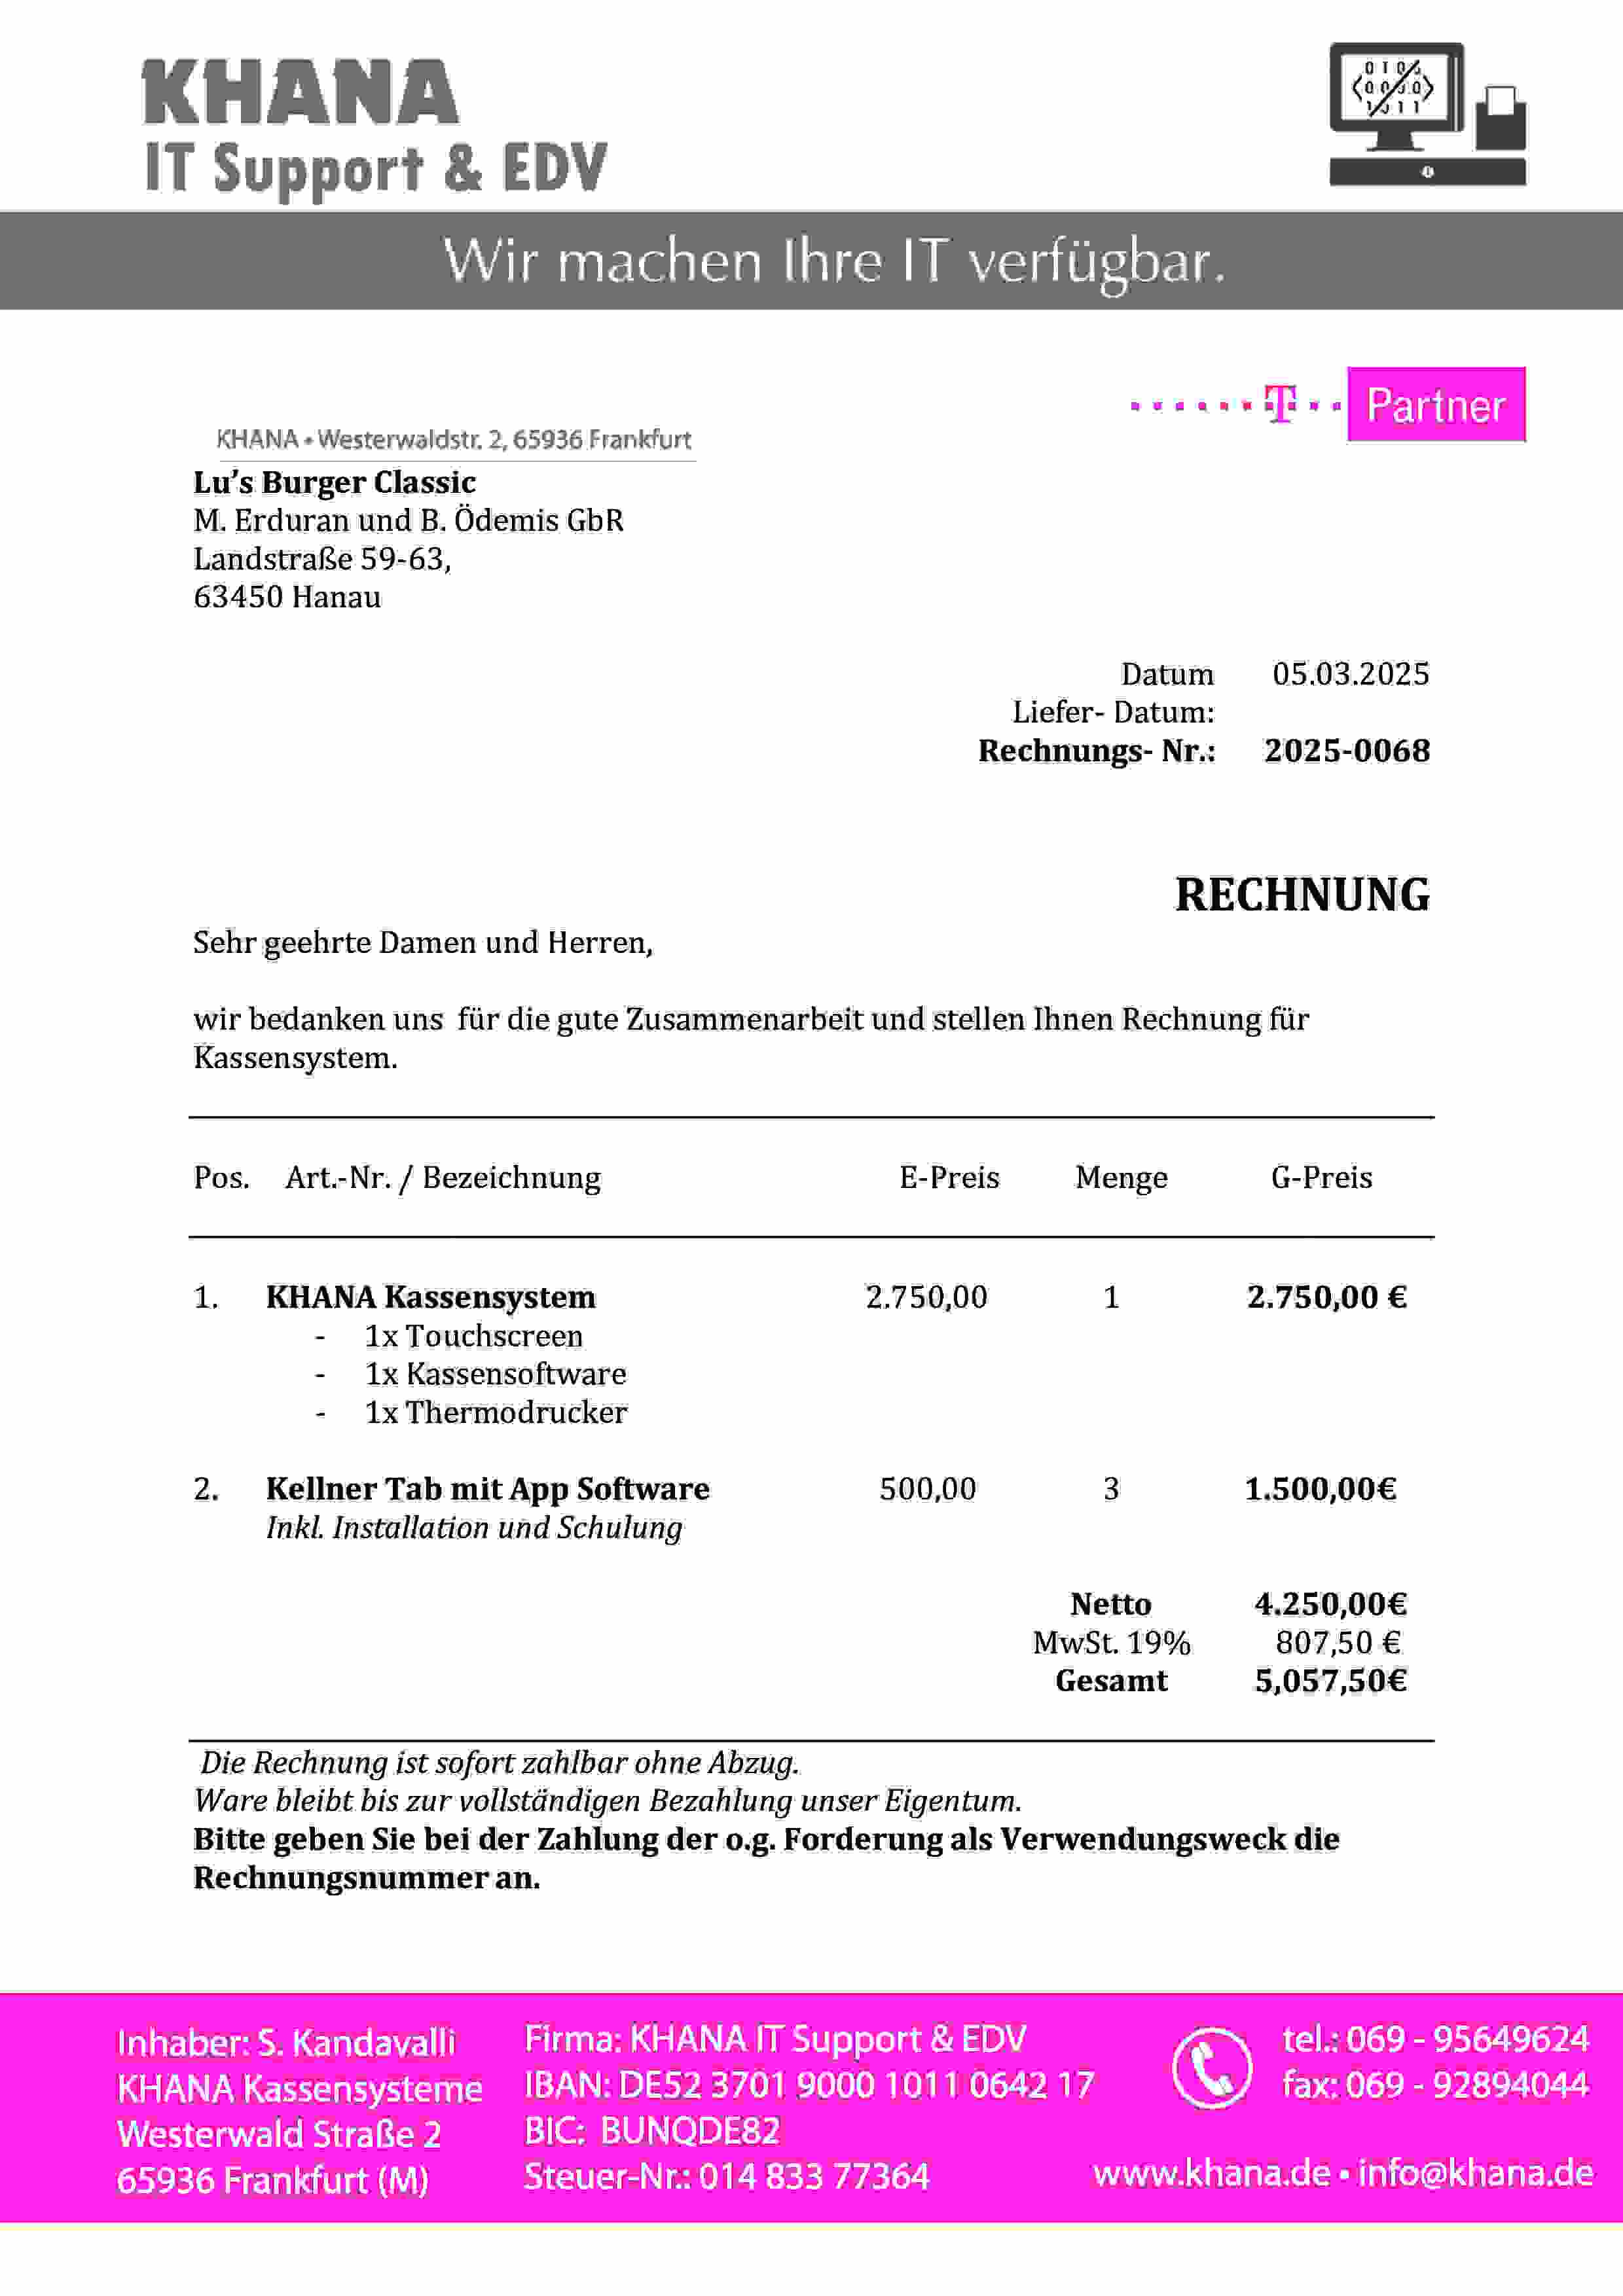 KHANA
IT Support & EDV
Wir machen Ihre IT verfügbar.
T Partner
KHANA • Westerwaldstr. 2, 65936 Frankfurt
Lu's Burger Classic
M. Erduran und B. Ödemis GbR
Landstraße 59-63,
63450 Hanau
Datum 05.03.2025
Liefer- Datum:
Rechnungs- Nr.: 2025-0068
RECHNUNG
Sehr geehrte Damen und Herren,
wir bedanken uns für die gute Zusammenarbeit und stellen Ihnen Rechnung für
Kassensystem.
Pos. Art.-Nr. / Bezeichnung E-Preis Menge G-Preis
1. KHANA Kassensystem 2.750,00 1 2.750,00 €
- 1x Touchscreen
- 1x Kassensoftware
- 1x Thermodrucker
2. Kellner Tab mit App Software 500,00 3 1.500,00€
Inkl. Installation und Schulung
Netto 4.250,00€
MwSt. 19% 807,50 €
Gesamt 5,057,50€
Die Rechnung ist sofort zahlbar ohne Abzug.
Ware bleibt bis zur vollständigen Bezahlung unser Eigentum.
Bitte geben Sie bei der Zahlung der o.g. Forderung als Verwendungsweck die
Rechnungsnummer an.
Inhaber: S. Kandavalli
KHANA Kassensysteme
Westerwald Straße 2
65936 Frankfurt (M)
Firma: KHANA IT Support & EDV
IBAN: DE52 3701 9000 1011 0642 17
BIC: BUNQDE82
Steuer-Nr.: 014 833 77364
tel.: 069 - 95649624
fax: 069 - 92894044
www.khana.de • info@khana.de